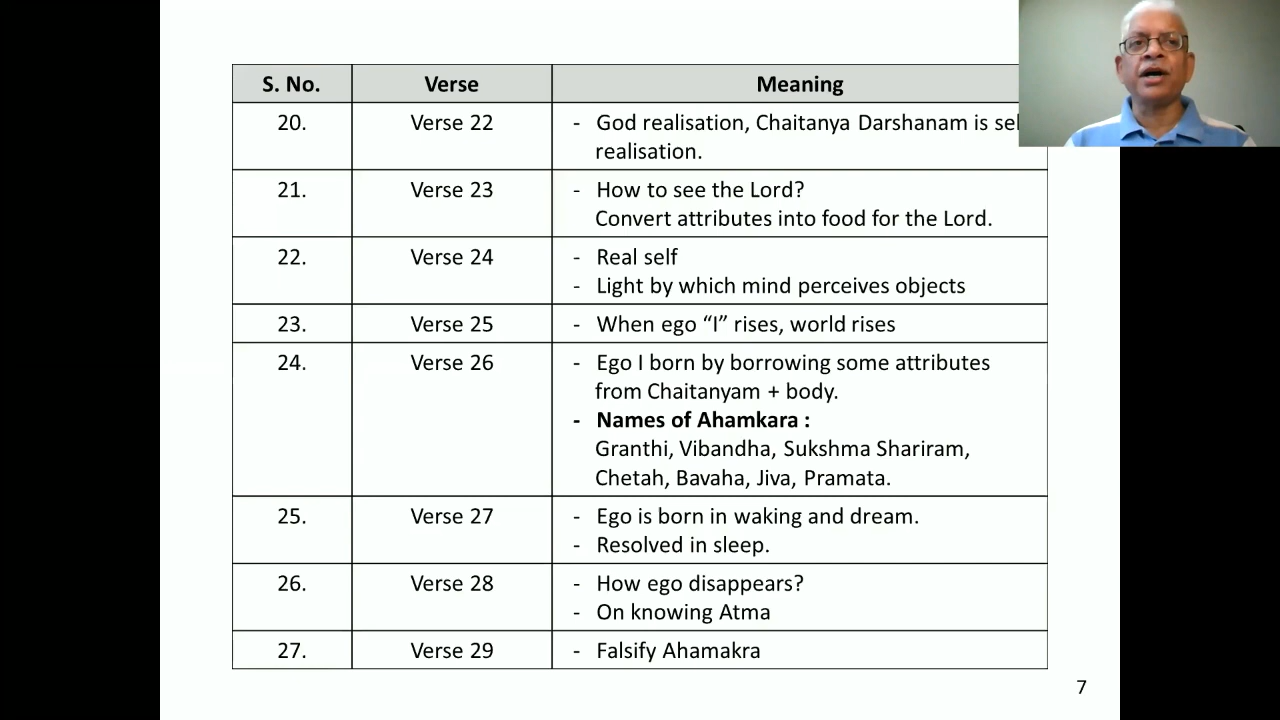 S. No. Verse Meaning
20. Verse 22 - God realisation, Chaitanya Darshanam is
realisation.
21. Verse 23 - How to see the Lord?
Convert attributes into food for the Lord.
22. Verse 24 - Real self
- Light by which mind perceives objects
23. Verse 25 - When ego “I” rises, world rises
24. Verse 26 - Ego I born by borrowing some attributes
from Chaitanyam + body.
- Names of Ahamkara :
Granthi, Vibandha, Sukshma Shariram,
Chetah, Bavaha, Jiva, Pramata.
25. Verse 27 - Ego is born in waking and dream.
- Resolved in sleep.
26. Verse 28 - How ego disappears?
- On knowing Atma
27. Verse 29 - Falsify Ahamakra
7